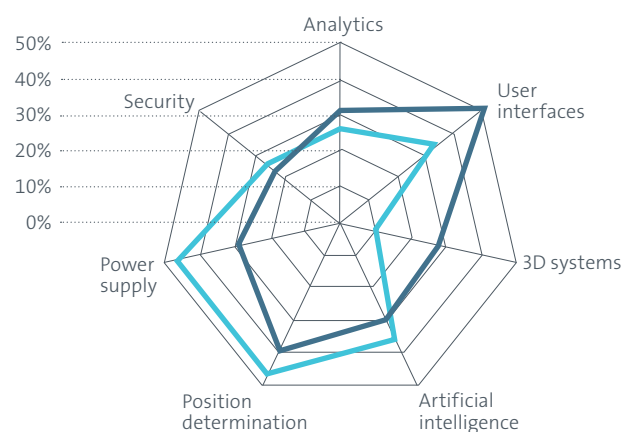 Analytics
50%
40%
30%
20%
10%
0%
Security
User
interfaces
3D systems
Power
supply
Position
determination
Artificial
intelligence